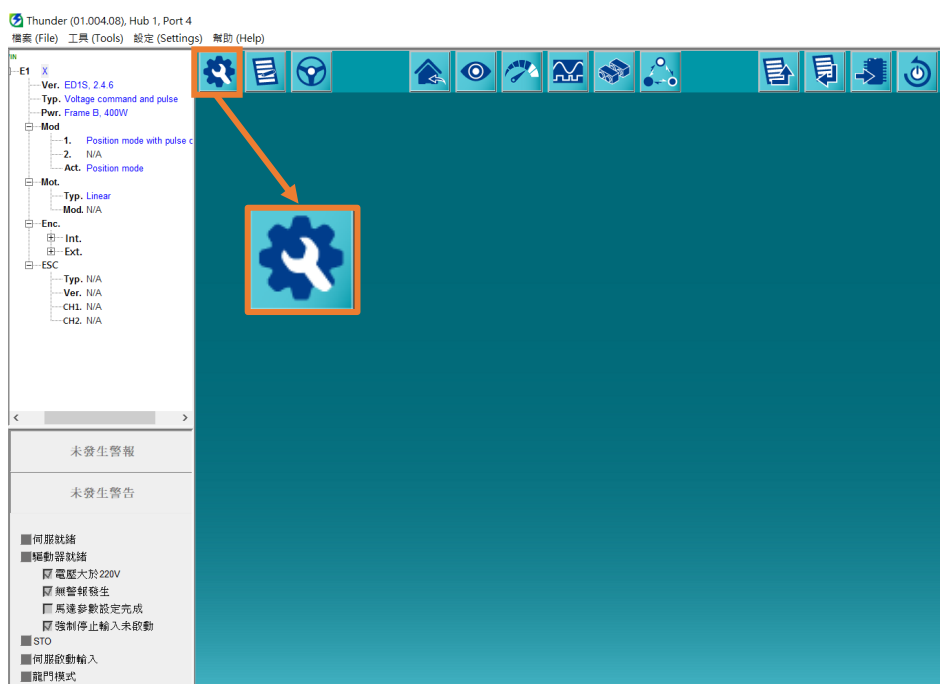 Thunder (01.004.08), Hub 1, Port 4
檔案 (File) 工具 (Tools) 設定 (Settings) 幫助 (Help)
E1 X
Ver. ED1S, 2.4.6
Typ. Voltage command and pulse
Pwr. Frame B, 400W
Mod
1. Position mode with pulse c
2. N/A
Act. Position mode
Mot.
Typ. Linear
Mod. N/A
Enc.
Int.
Ext.
ESC
Typ. N/A
Ver. N/A
CH1. N/A
CH2. N/A
未發生警報
未發生警告
伺服就緒
驅動器就緒
電壓大於220V
無警報發生
馬達參數設定完成
強制停止輸入未啟動
STO
伺服啟動輸入
龍門模式